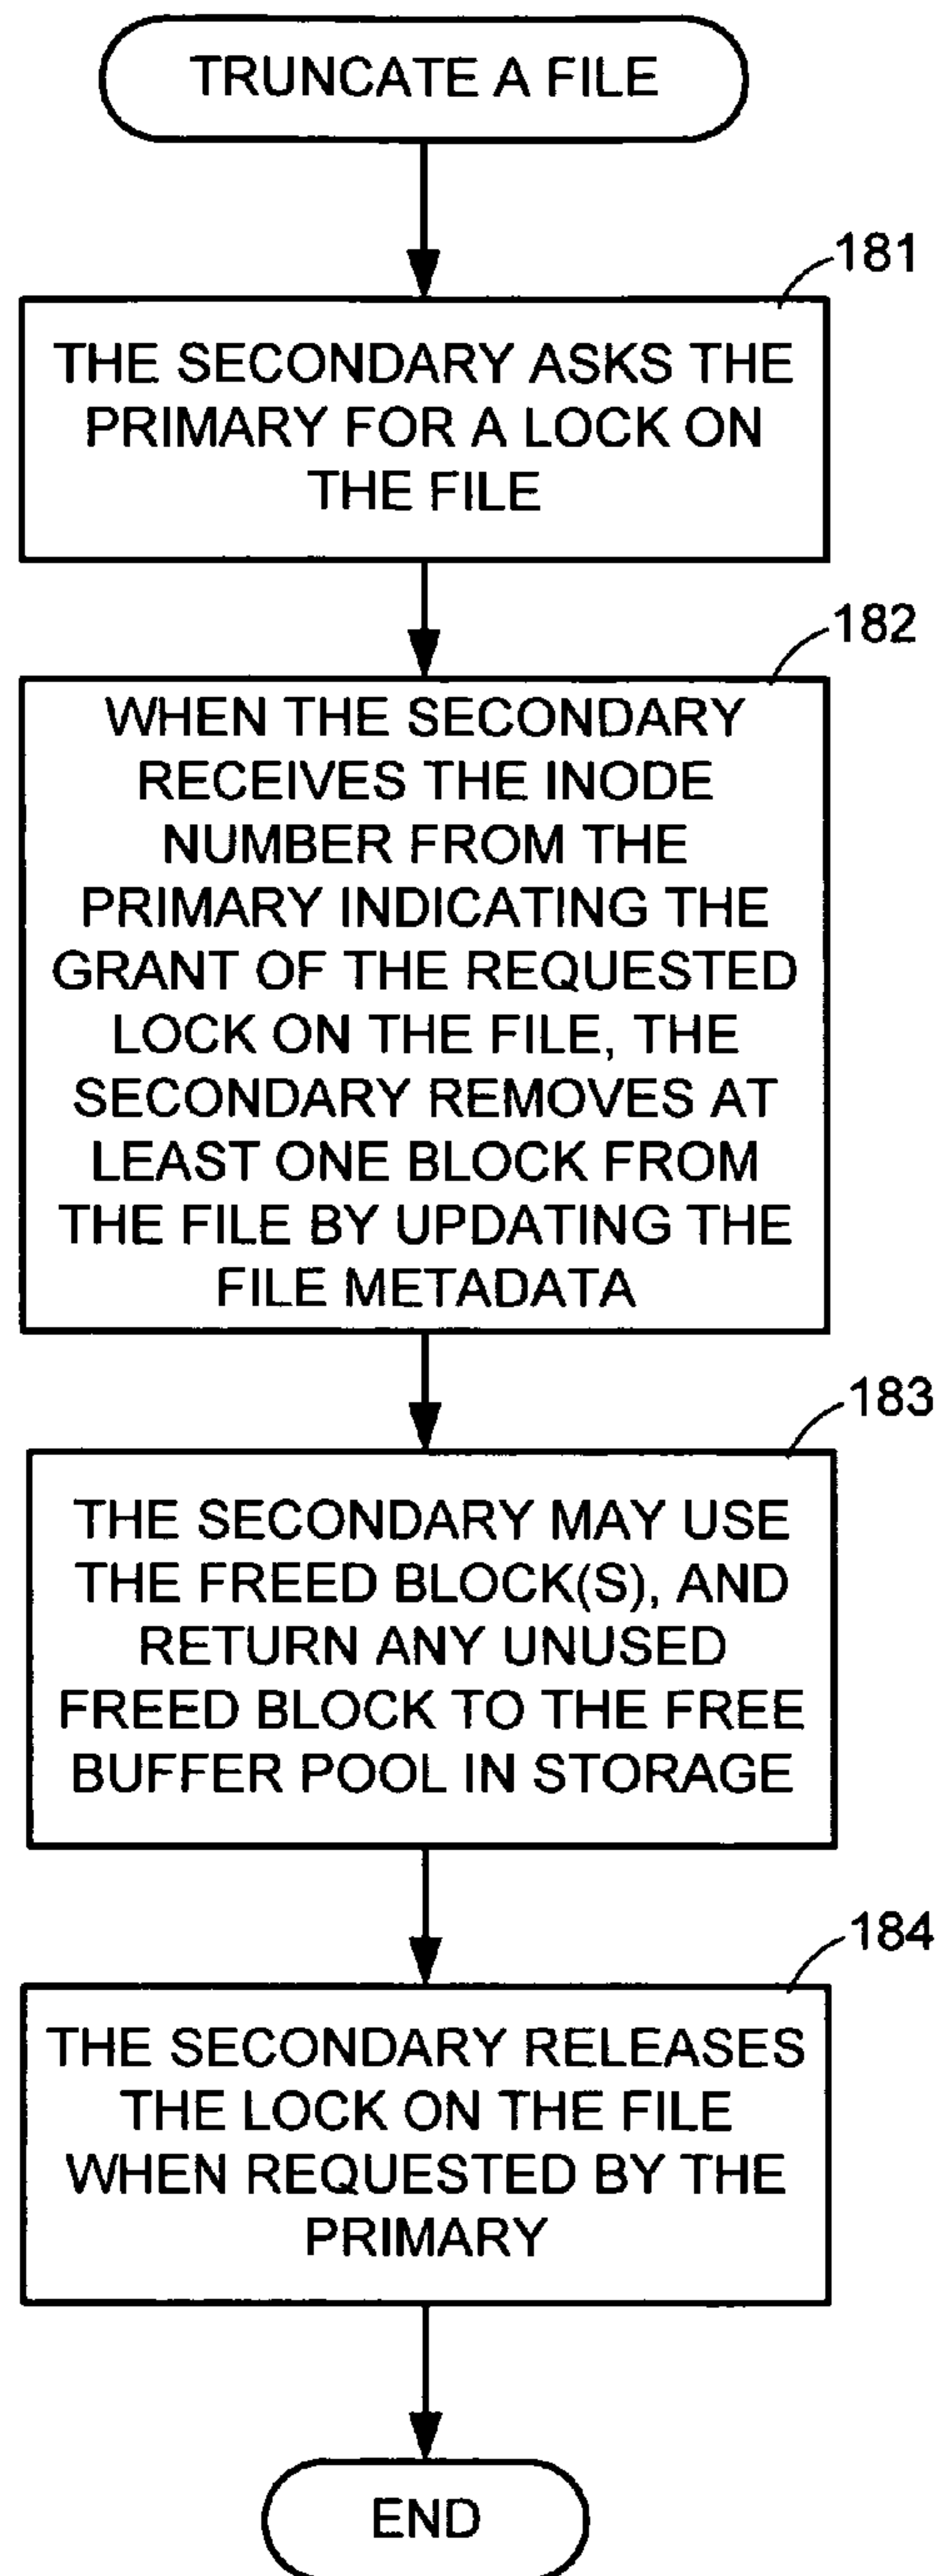 TRUNCATE A FILE
181
THE SECONDARY ASKS THE
PRIMARY FOR A LOCK ON
THE FILE
182
WHEN THE SECONDARY
RECEIVES THE INODE
NUMBER FROM THE
PRIMARY INDICATING THE
GRANT OF THE REQUESTED
LOCK ON THE FILE, THE
SECONDARY REMOVES AT
LEAST ONE BLOCK FROM
THE FILE BY UPDATING THE
FILE METADATA
183
THE SECONDARY MAY USE
THE FREED BLOCK(S), AND
RETURN ANY UNUSED
FREED BLOCK TO THE FREE
BUFFER POOL IN STORAGE
184
THE SECONDARY RELEASES
THE LOCK ON THE FILE
WHEN REQUESTED BY THE
PRIMARY
END